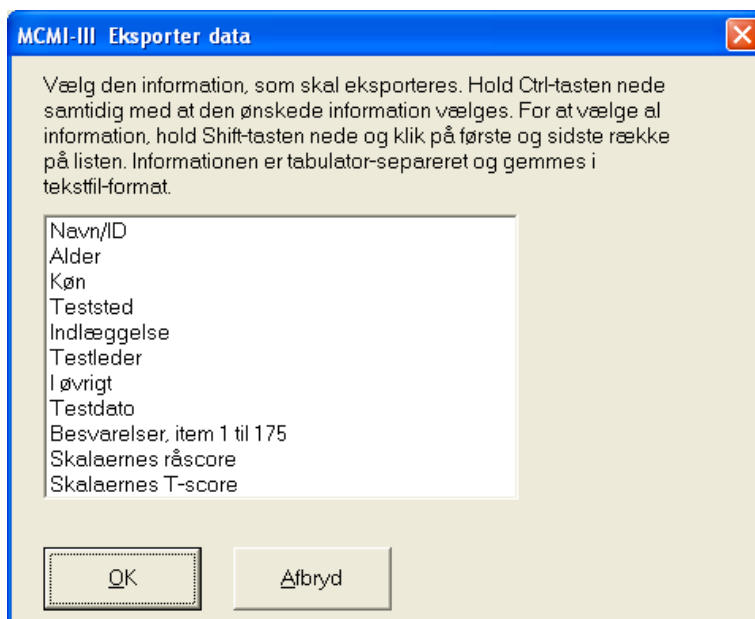 MCMI-III Eksporter data
Vælg den information, som skal eksporteres. Hold Ctrl-tasten nede
samtidig med at den ønskede information vælges. For at vælge al
information, hold Shift-tasten nede og klik på første og sidste række
på listen. Informationen er tabulator-separeret og gemmes i
tekstfil-format.
Navn/ID
Alder
Køn
Teststed
Indlæggelse
Testleder
I øvrigt
Testdato
Besvarelser, item 1 til 175
Skalaernes råscore
Skalaernes T-score
OK
Afbryd